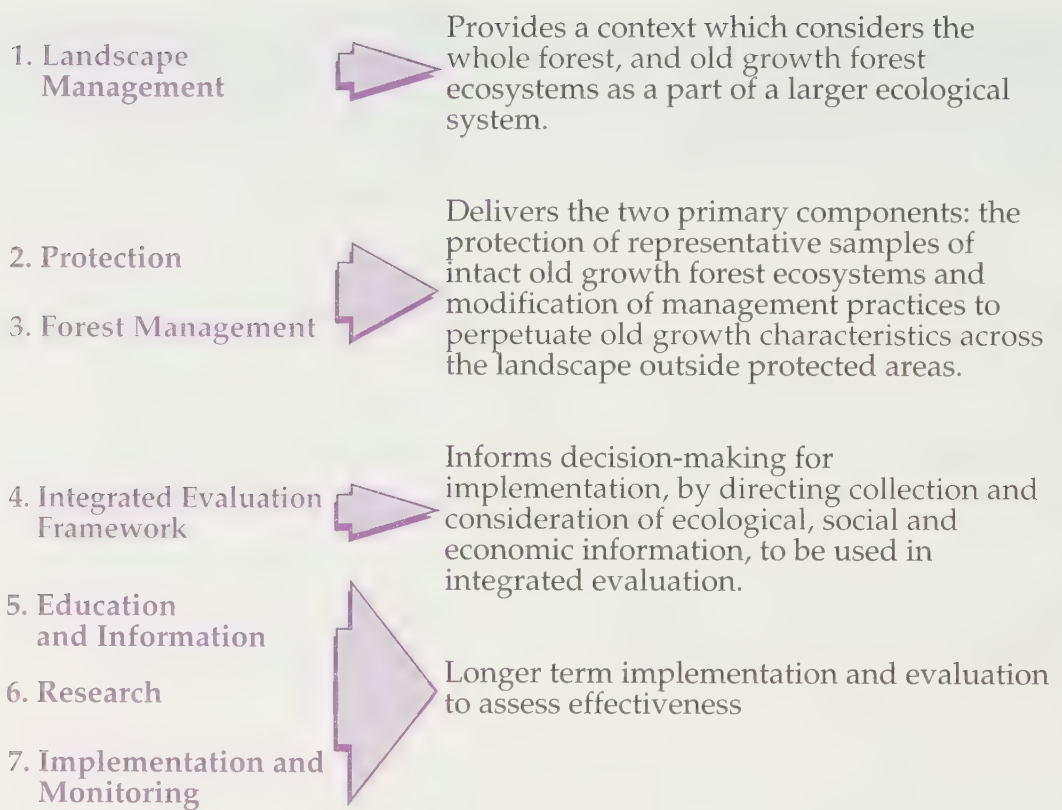 1. Landscape
Management
Provides a context which considers the
whole forest, and old growth forest
ecosystems as a part of a larger ecological
system.
2. Protection
3. Forest Management
Delivers the two primary components: the
protection of representative samples of
intact old growth forest ecosystems and
modification of management practices to
perpetuate old growth characteristics across
the landscape outside protected areas.
4. Integrated Evaluation
Framework
Informs decision-making for
implementation, by directing collection and
consideration of ecological, social and
economic information, to be used in
integrated evaluation.
5. Education
and Information
6. Research
7. Implementation and
Monitoring
Longer term implementation and evaluation
to assess effectiveness